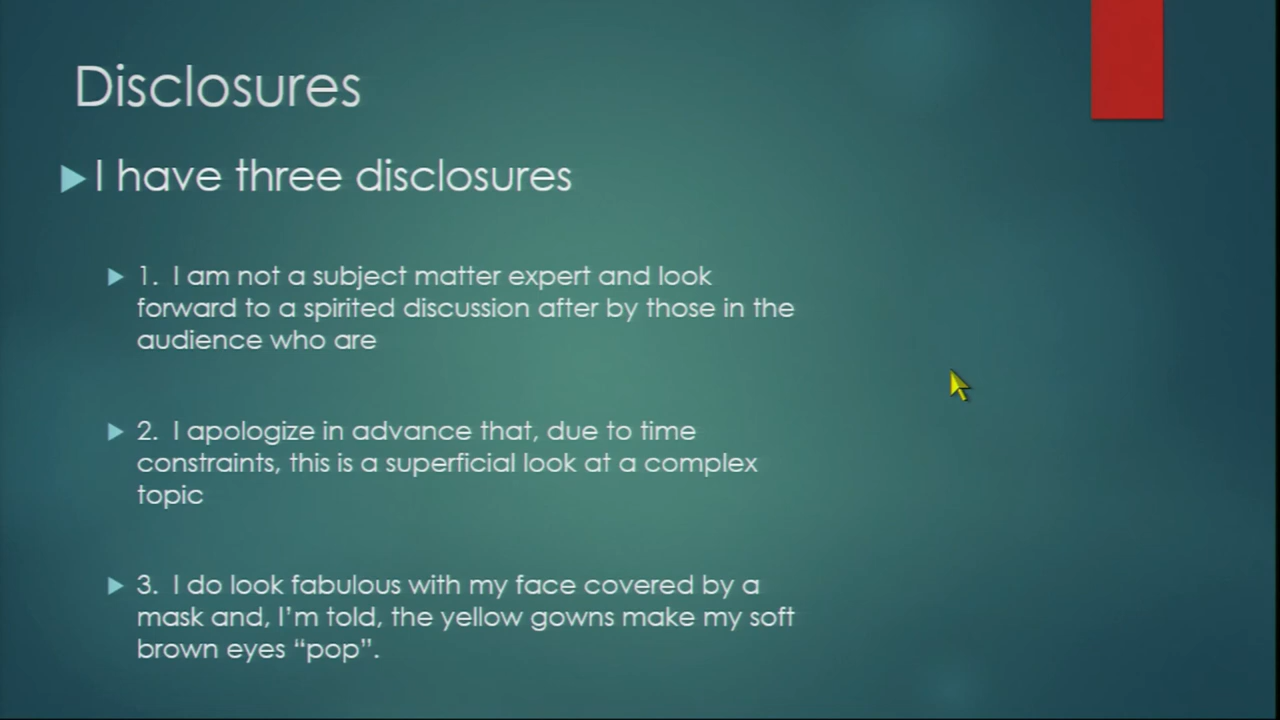 Disclosures
I have three disclosures
1. I am not a subject matter expert and look
forward to a spirited discussion after by those in the
audience who are
2. I apologize in advance that, due to time
constraints, this is a superficial look at a complex
topic
3. I do look fabulous with my face covered by a
mask and, I’m told, the yellow gowns make my soft
brown eyes “pop”.